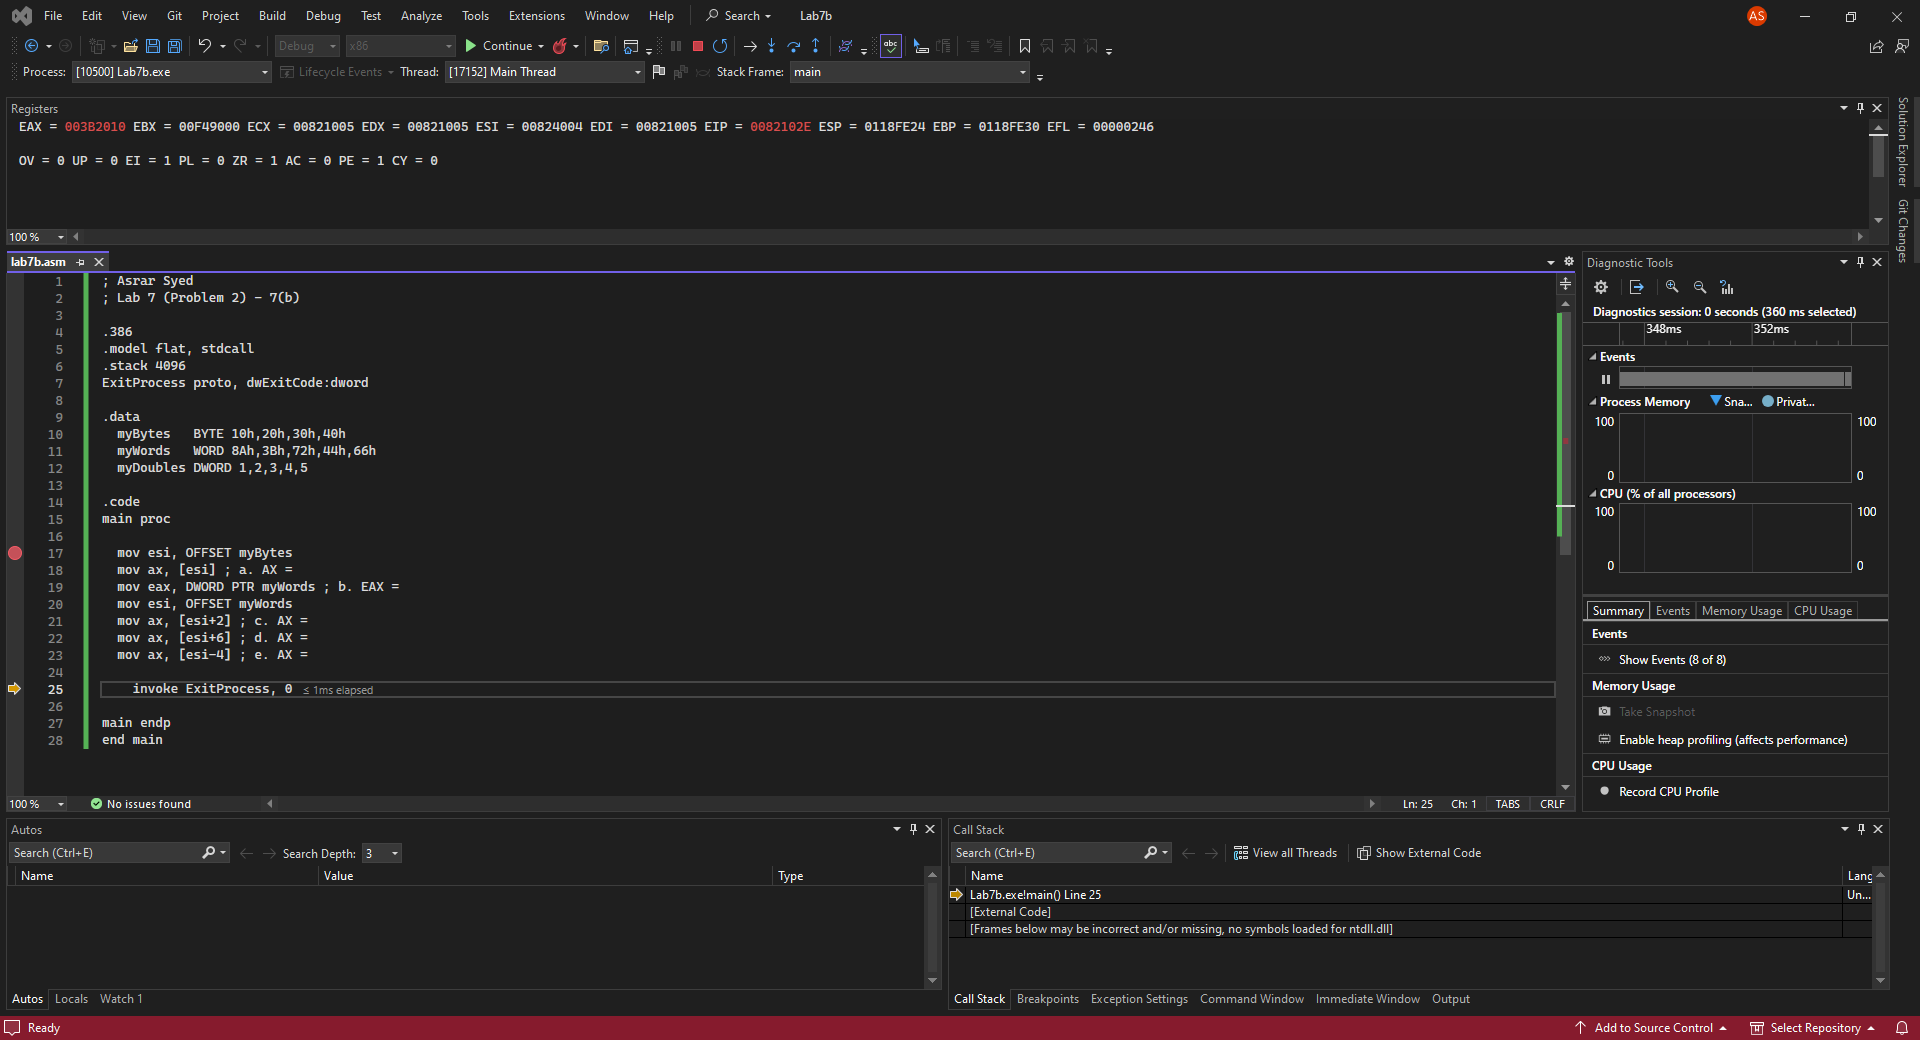 File Edit View Git Project Build Debug Test Analyze Tools Extensions Window Help Search Lab7b AS
Debug x86 Continue abc
Process: [10500] Lab7b.exe Lifecycle Events Thread: [17152] Main Thread Stack Frame: main
Registers
EAX = 003B2010 EBX = 00F49000 ECX = 00821005 EDX = 00821005 ESI = 00824004 EDI = 00821005 EIP = 0082102E ESP = 0118FE24 EBP = 0118FE30 EFL = 00000246
OV = 0 UP = 0 EI = 1 PL = 0 ZR = 1 AC = 0 PE = 1 CY = 0
100 %
Solution Explorer
Git Changes
lab7b.asm
1 ; Asrar Syed
2 ; Lab 7 (Problem 2) - 7(b)
3
4 .386
5 .model flat, stdcall
6 .stack 4096
7 ExitProcess proto, dwExitCode:dword
8
9 .data
10 myBytes BYTE 10h,20h,30h,40h
11 myWords WORD 8Ah,3Bh,72h,44h,66h
12 myDoubles DWORD 1,2,3,4,5
13
14 .code
15 main proc
16
17 mov esi, OFFSET myBytes
18 mov ax, [esi] ; a. AX =
19 mov eax, DWORD PTR myWords ; b. EAX =
20 mov esi, OFFSET myWords
21 mov ax, [esi+2] ; c. AX =
22 mov ax, [esi+6] ; d. AX =
23 mov ax, [esi-4] ; e. AX =
24
25 invoke ExitProcess, 0 ≤ 1ms elapsed
26
27 main endp
28 end main
100 % No issues found Ln: 25 Ch: 1 TABS CRLF
Diagnostic Tools
Diagnostics session: 0 seconds (360 ms selected)
348ms 352ms
Events
Process Memory Sna... Privat...
100 100
0 0
CPU (% of all processors)
100 100
0 0
Summary Events Memory Usage CPU Usage
Events
Show Events (8 of 8)
Memory Usage
Take Snapshot
Enable heap profiling (affects performance)
CPU Usage
Record CPU Profile
Autos
Search (Ctrl+E) Search Depth: 3
Name Value Type
Autos Locals Watch 1
Call Stack
Search (Ctrl+E) View all Threads Show External Code
Name Lang
Lab7b.exe!main() Line 25 Un...
[External Code]
[Frames below may be incorrect and/or missing, no symbols loaded for ntdll.dll]
Call Stack Breakpoints Exception Settings Command Window Immediate Window Output
Ready Add to Source Control Select Repository